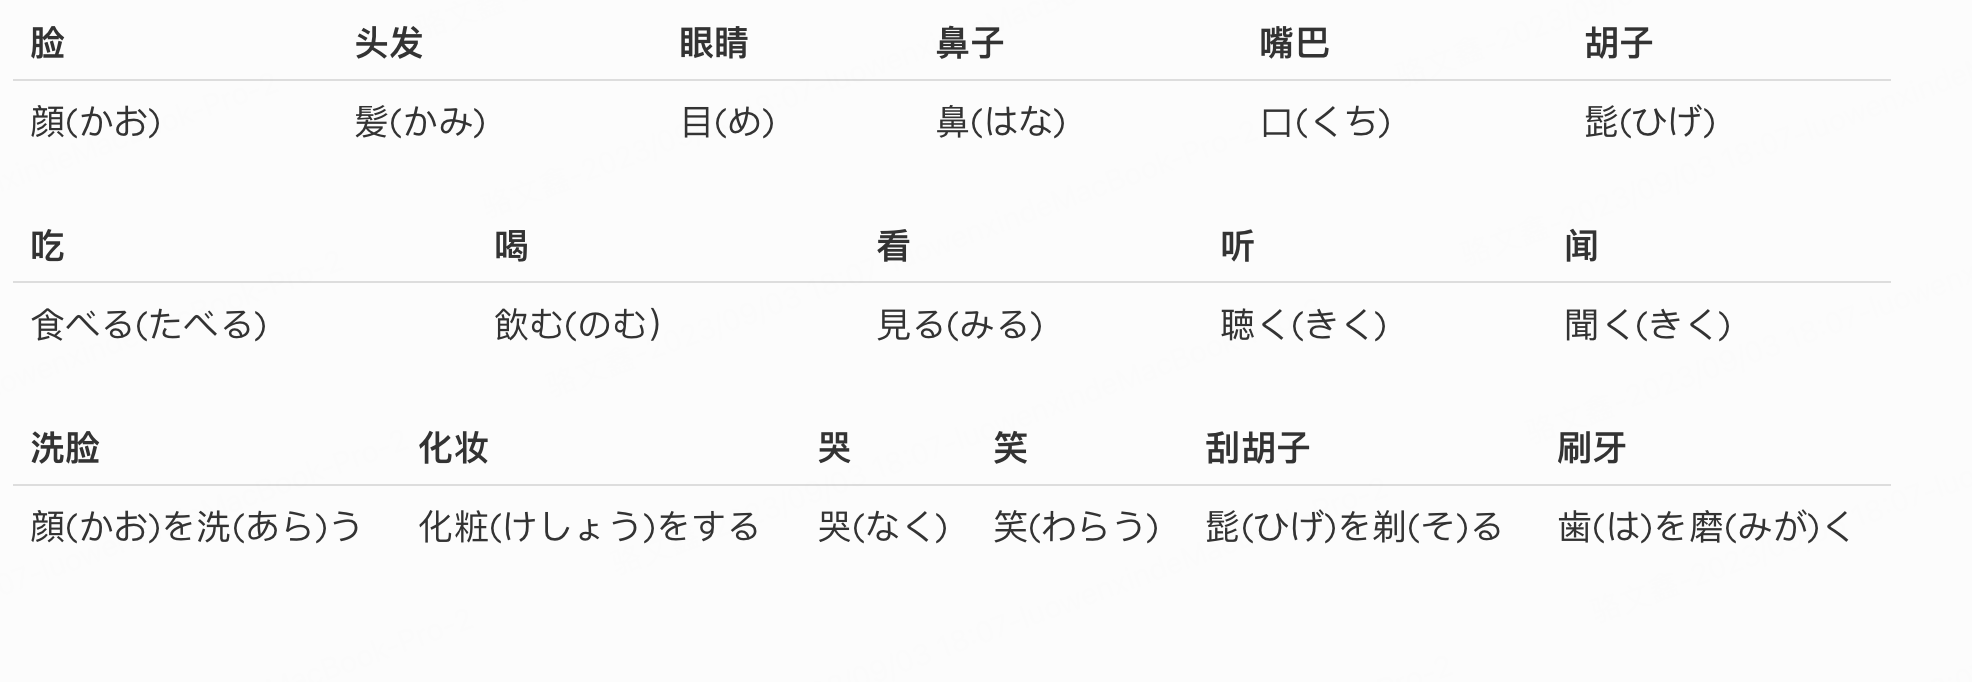 脸 头发 眼睛 鼻子 嘴巴 胡子
顔(かお) 髪(かみ) 目(め) 鼻(はな) 口(くち) 髭(ひげ)
吃 喝 看 听 闻
食べる(たべる) 飲む(のむ) 見る(みる) 聴く(きく) 聞く(きく)
洗脸 化妆 哭 笑 刮胡子 刷牙
顔(かお)を洗(あら)う 化粧(けしょう)をする 哭(なく) 笑(わらう) 髭(ひげ)を剃(そ)る 歯(は)を磨(みが)く